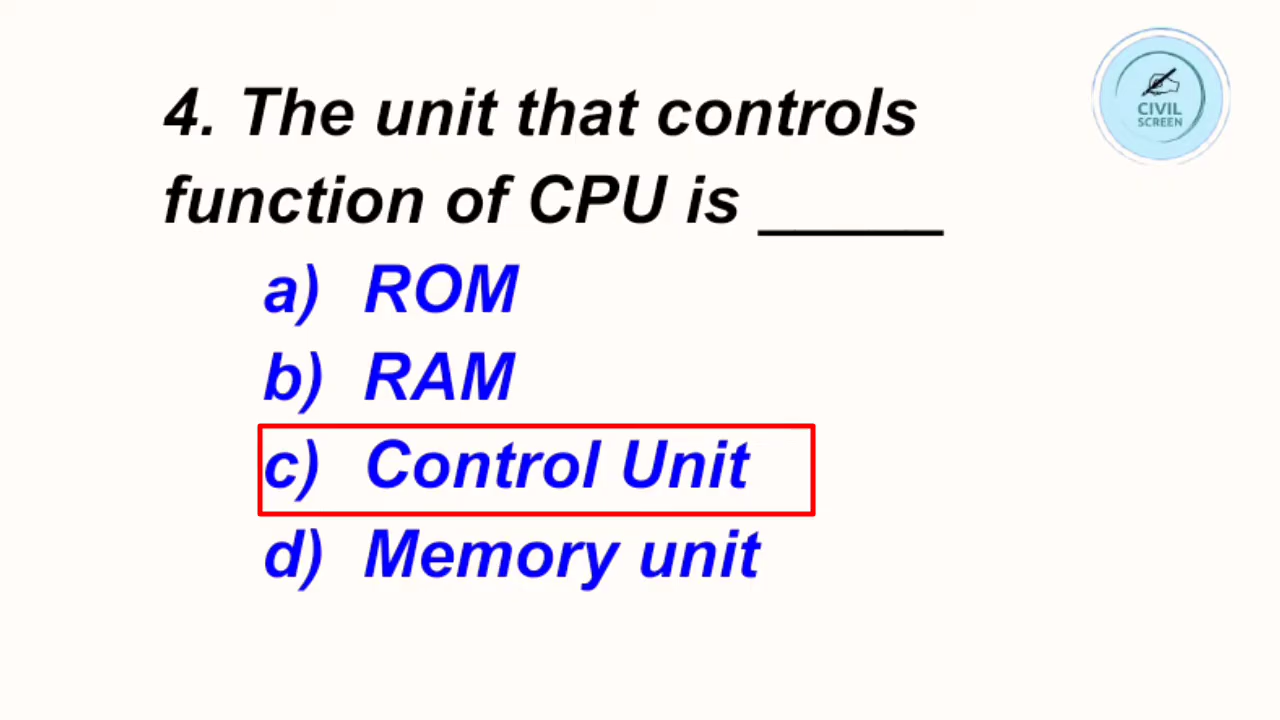 4. The unit that controls
function of CPU is _____
a) ROM
b) RAM
c) Control Unit
d) Memory unit
CIVIL
SCREEN